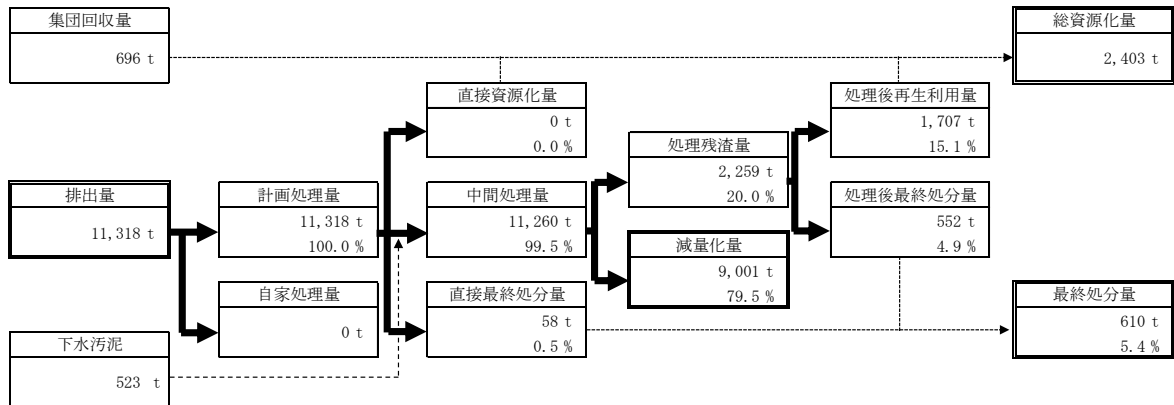 集団回収量
696 t
総資源化量
2,403 t
直接資源化量
0 t
0.0 %
処理後再生利用量
1,707 t
15.1 %
処理残渣量
2,259 t
20.0 %
排出量
11,318 t
計画処理量
11,318 t
100.0 %
中間処理量
11,260 t
99.5 %
処理後最終処分量
552 t
4.9 %
減量化量
9,001 t
79.5 %
自家処理量
0 t
直接最終処分量
58 t
0.5 %
最終処分量
610 t
5.4 %
下水汚泥
523 t